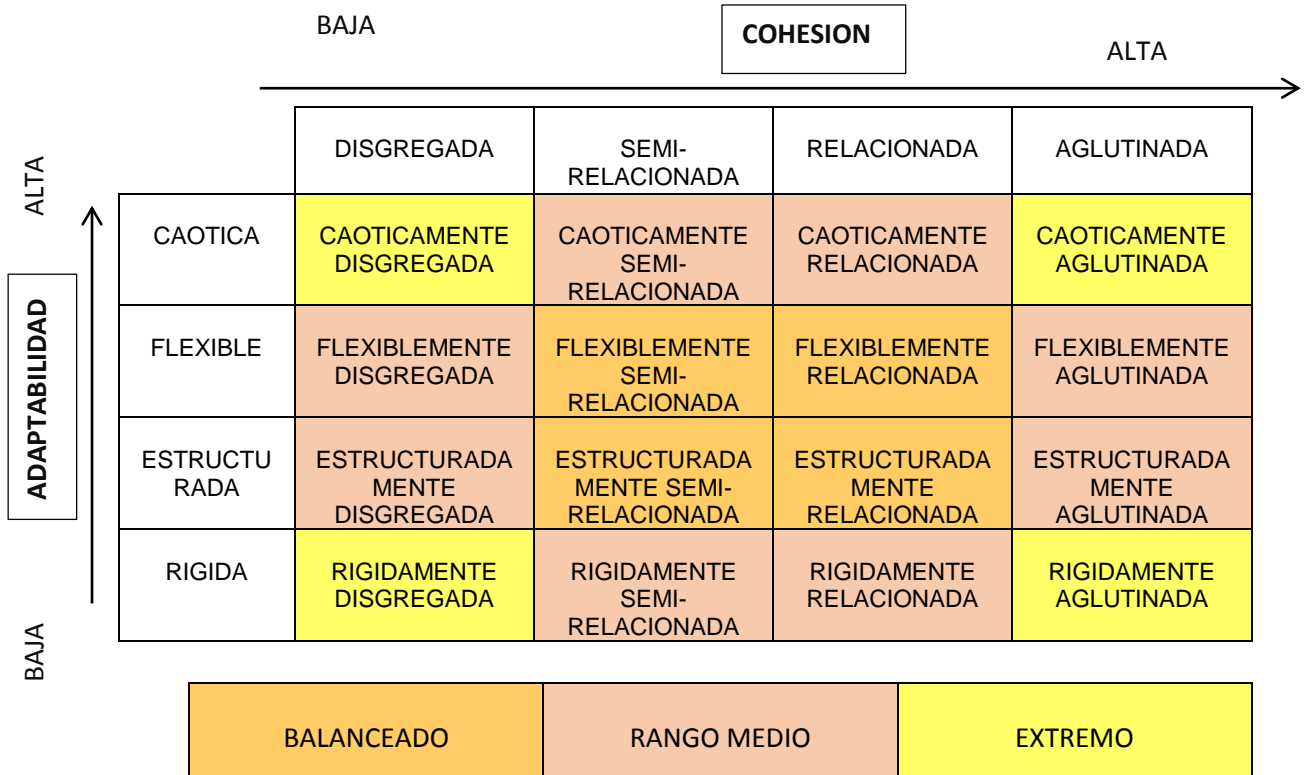 BAJA
COHESION
ALTA
DISGREGADA
SEMI-
RELACIONADA
RELACIONADA
AGLUTINADA
ALTA
ADAPTABILIDAD
BAJA
CAOTICA
CAOTICAMENTE
DISGREGADA
CAOTICAMENTE
SEMI-
RELACIONADA
CAOTICAMENTE
RELACIONADA
CAOTICAMENTE
AGLUTINADA
FLEXIBLE
FLEXIBLEMENTE
DISGREGADA
FLEXIBLEMENTE
SEMI-
RELACIONADA
FLEXIBLEMENTE
RELACIONADA
FLEXIBLEMENTE
AGLUTINADA
ESTRUCTU
RADA
ESTRUCTURADA
MENTE
DISGREGADA
ESTRUCTURADA
MENTE SEMI-
RELACIONADA
ESTRUCTURADA
MENTE
RELACIONADA
ESTRUCTURADA
MENTE
AGLUTINADA
RIGIDA
RIGIDAMENTE
DISGREGADA
RIGIDAMENTE
SEMI-
RELACIONADA
RIGIDAMENTE
RELACIONADA
RIGIDAMENTE
AGLUTINADA
BALANCEADO
RANGO MEDIO
EXTREMO